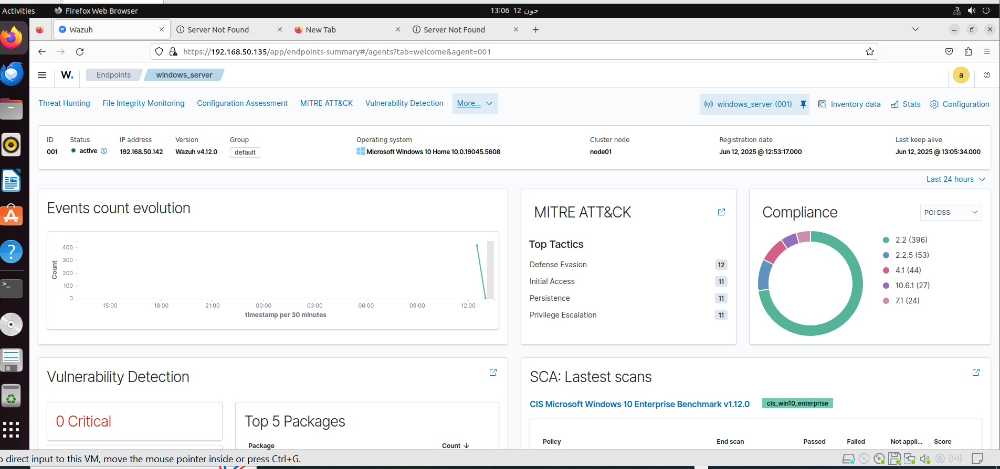 Activities
Firefox Web Browser
13:06 12 جون
Wazuh
Server Not Found
New Tab
Server Not Found
https://192.168.50.135/app/endpoints-summary#/agents?tab=welcome&agent=001
W.
Endpoints
windows_server
a
Threat Hunting
File Integrity Monitoring
Configuration Assessment
MITRE ATT&CK
Vulnerability Detection
More...
windows_server (001)
Inventory data
Stats
Configuration
ID
Status
IP address
Version
Group
Operating system
Cluster node
Registration date
Last keep alive
001
active
192.168.50.142
Wazuh v4.12.0
default
Microsoft Windows 10 Home 10.0.19045.5608
node01
Jun 12, 2025 @ 12:53:17.000
Jun 12, 2025 @ 13:05:34.000
Last 24 hours
Events count evolution
Count
400
300
200
100
0
15:00
18:00
21:00
00:00
03:00
06:00
09:00
12:00
timestamp per 30 minutes
MITRE ATT&CK
Top Tactics
Defense Evasion 12
Initial Access 11
Persistence 11
Privilege Escalation 11
Compliance
PCI DSS
2.2 (396)
2.2.5 (53)
4.1 (44)
10.6.1 (27)
7.1 (24)
Vulnerability Detection
0 Critical
Top 5 Packages
Package
Count
SCA: Lastest scans
CIS Microsoft Windows 10 Enterprise Benchmark v1.12.0
cis_win10_enterprise
Policy
End scan
Passed
Failed
Not appli...
Score
o direct input to this VM, move the mouse pointer inside or press Ctrl+G.